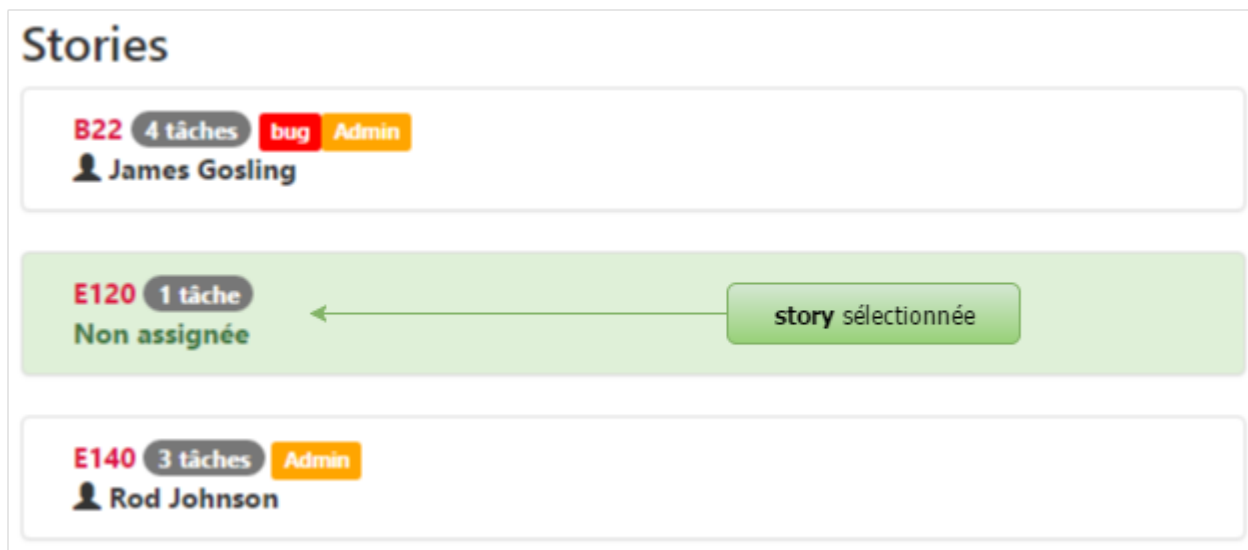 Stories
B22 4 tâches bug Admin
James Gosling
E120 1 tâche
story sélectionnée
Non assignée
E140 3 tâches Admin
Rod Johnson